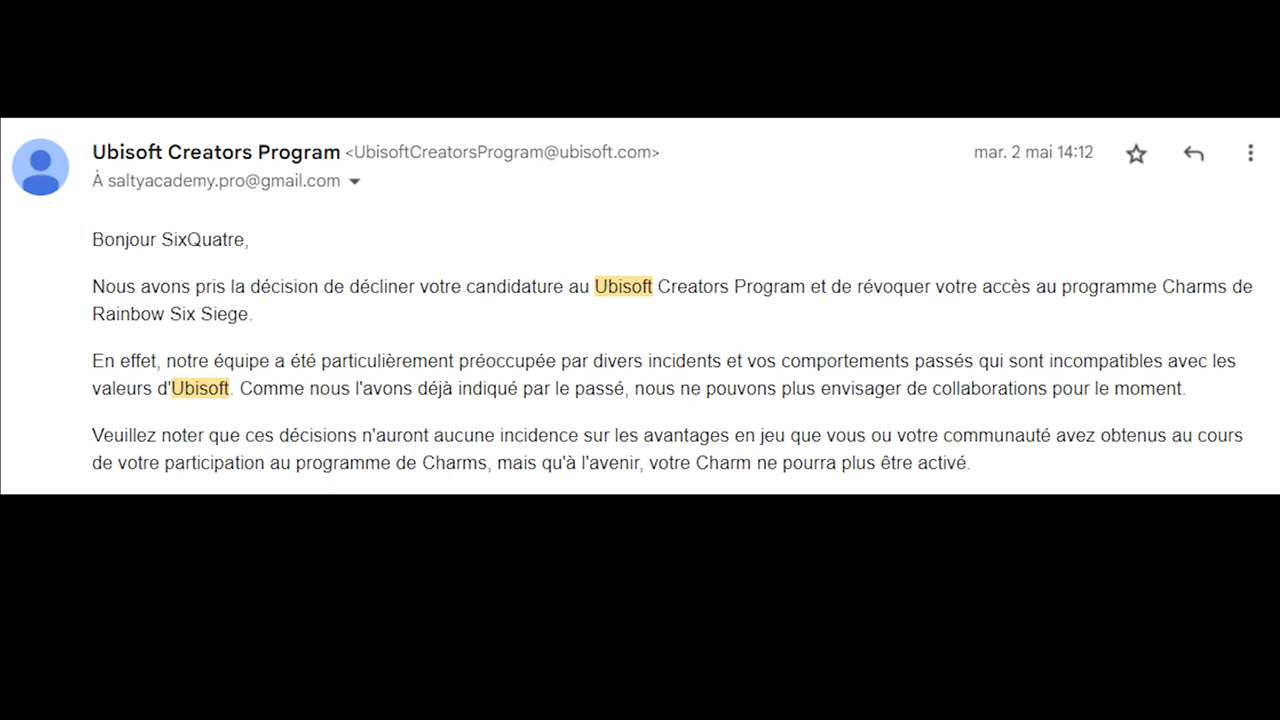 Ubisoft Creators Program <UbisoftCreatorsProgram@ubisoft.com> mar. 2 mai 14:12
À saltyacademy.pro@gmail.com
Bonjour SixQuatre,
Nous avons pris la décision de décliner votre candidature au Ubisoft Creators Program et de révoquer votre accès au programme Charms de
Rainbow Six Siege.
En effet, notre équipe a été particulièrement préoccupée par divers incidents et vos comportements passés qui sont incompatibles avec les
valeurs d'Ubisoft. Comme nous l'avons déjà indiqué par le passé, nous ne pouvons plus envisager de collaborations pour le moment.
Veuillez noter que ces décisions n'auront aucune incidence sur les avantages en jeu que vous ou votre communauté avez obtenus au cours
de votre participation au programme de Charms, mais qu'à l'avenir, votre Charm ne pourra plus être activé.